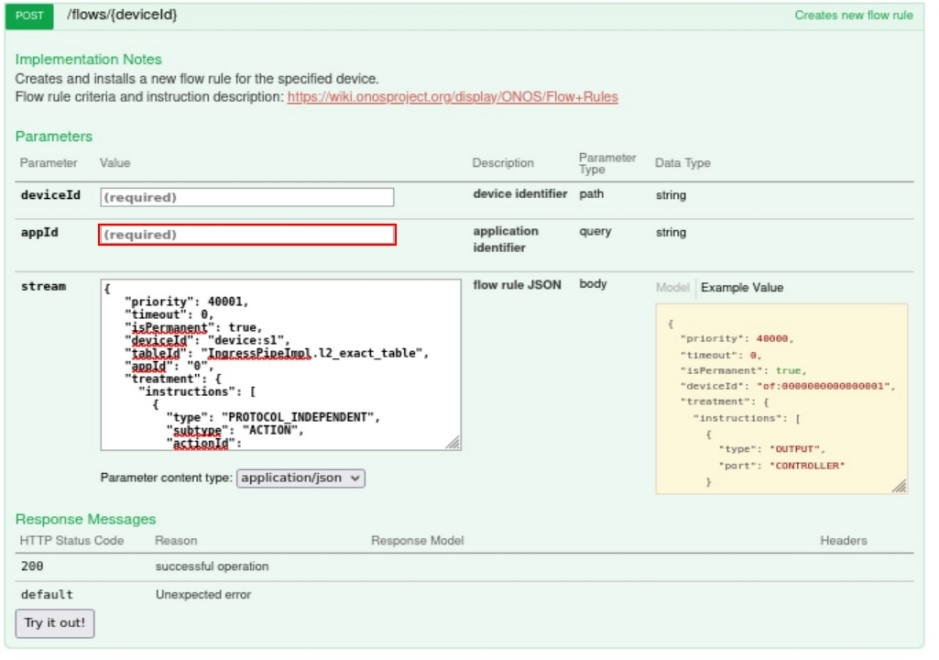 POST /flows/{deviceId} Creates new flow rule
Implementation Notes
Creates and installs a new flow rule for the specified device.
Flow rule criteria and instruction description: https://wiki.onosproject.org/display/ONOS/Flow+Rules
Parameters
Parameter Value Description Parameter Type Data Type
deviceId (required) device identifier path string
appId (required) application identifier query string
stream flow rule JSON body Model Example Value
{
"priority": 40001,
"timeout": 0,
"isPermanent": true,
"deviceId": "device:s1",
"tableId": "IngressPipeImpl.l2_exact_table",
"appId": "0",
"treatment": {
"instructions": [
{
"type": "PROTOCOL_INDEPENDENT",
"subtype": "ACTION",
"actionId":
{
"priority": 40000,
"timeout": 0,
"isPermanent": true,
"deviceId": "of:0000000000000001",
"treatment": {
"instructions": [
{
"type": "OUTPUT",
"port": "CONTROLLER"
}
Parameter content type: application/json
Response Messages
HTTP Status Code Reason Response Model Headers
200 successful operation
default Unexpected error
Try it out!